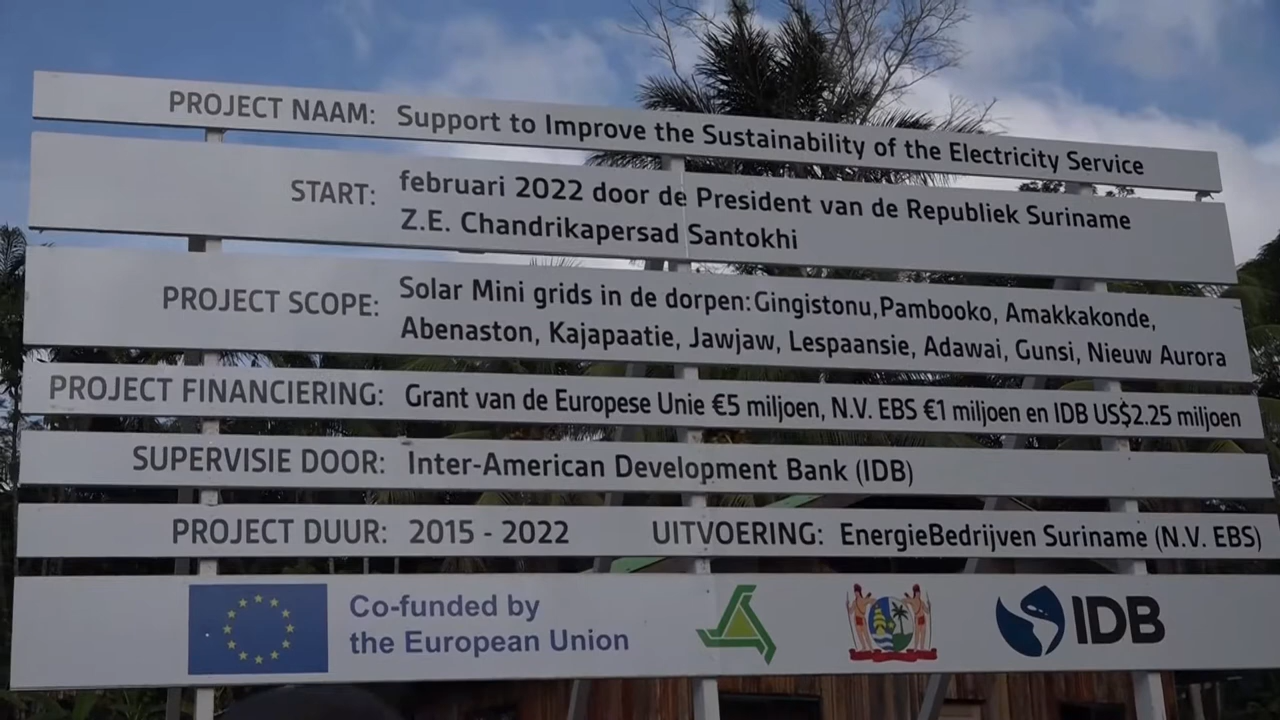 PROJECT NAAM: Support to Improve the Sustainability of the Electricity Service
START: februari 2022 door de President van de Republiek Suriname
Z.E. Chandrikapersad Santokhi
PROJECT SCOPE: Solar Mini grids in de dorpen: Gingistonu, Pambooko, Amakkakonde,
Abenaston, Kajapaatie, Jawjaw, Lespaansie, Adawai, Gunsi, Nieuw Aurora
PROJECT FINANCIERING: Grant van de Europese Unie €5 miljoen, N.V. EBS €1 miljoen en IDB US$2.25 miljoen
SUPERVISIE DOOR: Inter-American Development Bank (IDB)
PROJECT DUUR: 2015 - 2022 UITVOERING: EnergieBedrijven Suriname (N.V. EBS)
Co-funded by
the European Union
IDB